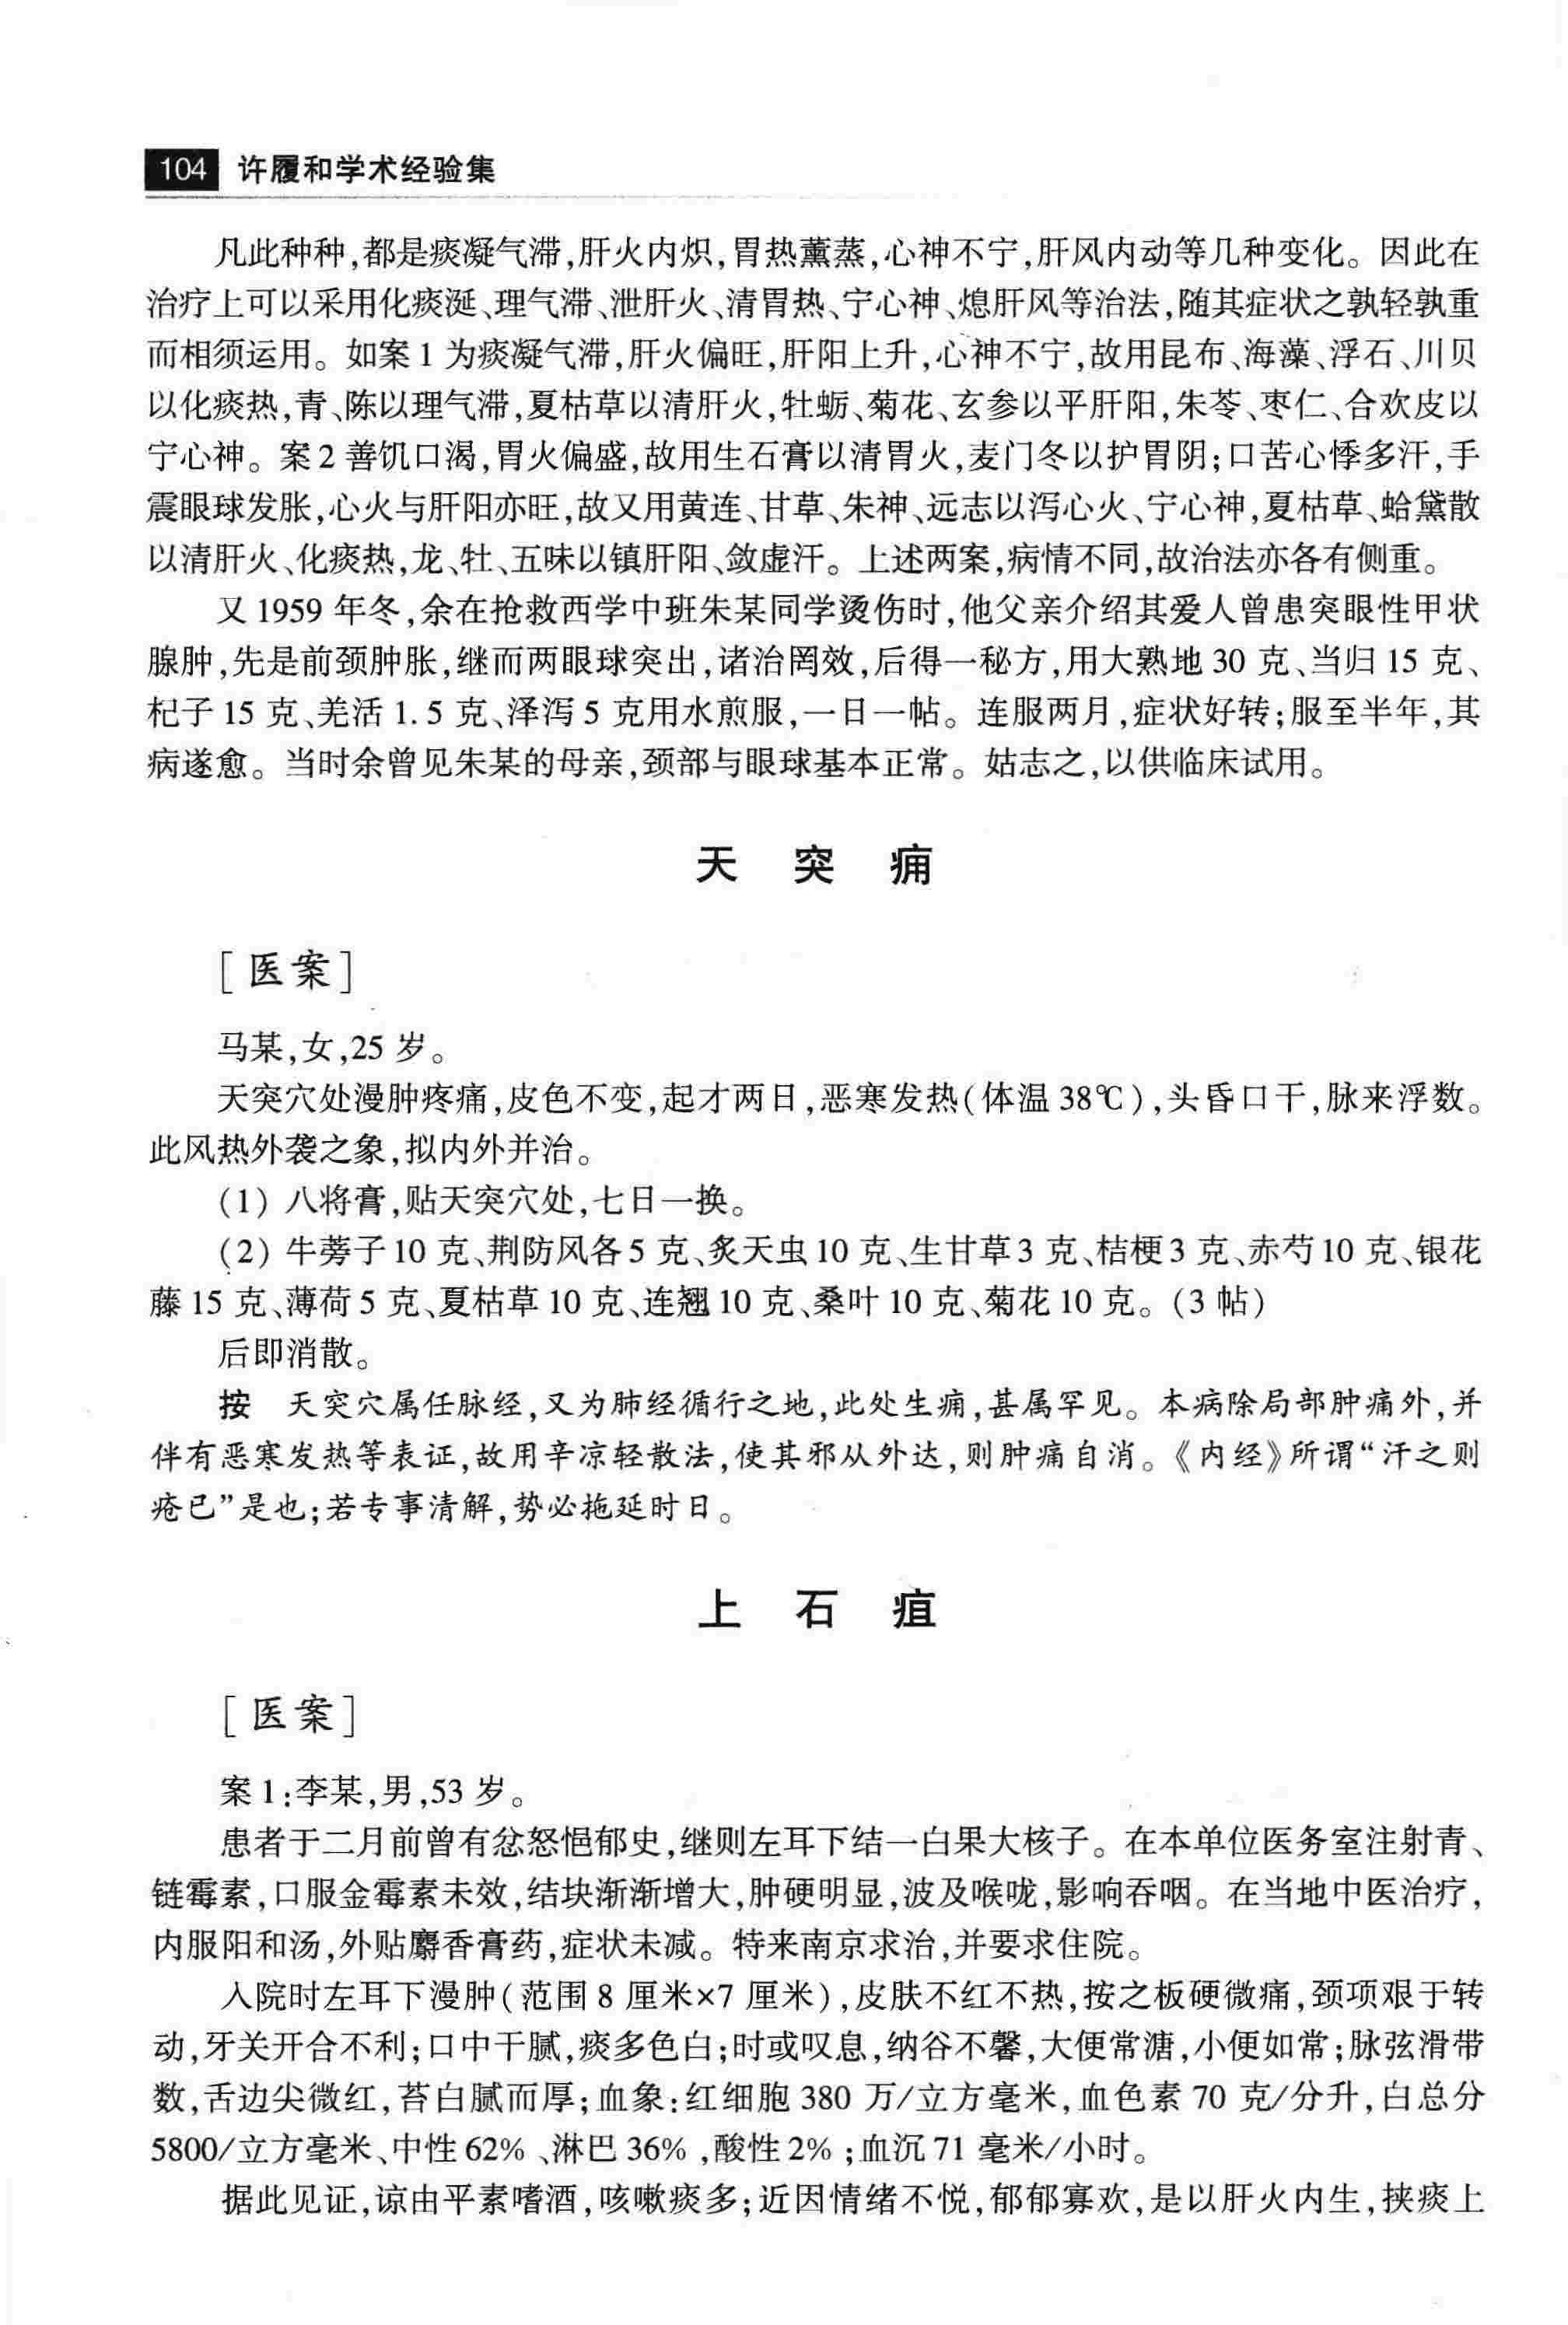 104 许履和学术经验集
凡此种种,都是痰凝气滞,肝火内炽,胃热薰蒸,心神不宁,肝风内动等几种变化。因此在
治疗上可以采用化痰涎、理气滞、泄肝火、清胃热、宁心神、熄肝风等治法,随其症状之孰轻孰重
而相须运用。如案1为痰凝气滞,肝火偏旺,肝阳上升,心神不宁,故用昆布、海藻、浮石、川贝
以化痰热,青、陈以理气滞,夏枯草以清肝火,牡蛎、菊花、玄参以平肝阳,朱苓、枣仁、合欢皮以
宁心神。案2善饥口渴,胃火偏盛,故用生石膏以清胃火,麦门冬以护胃阴;口苦心悸多汗,手
震眼球发胀,心火与肝阳亦旺,故又用黄连、甘草、朱神、远志以泻心火、宁心神,夏枯草、蛤黛散
以清肝火、化痰热,龙、牡、五味以镇肝阳、敛虚汗。上述两案,病情不同,故治法亦各有侧重。
又1959年冬,余在抢救西学中班朱某同学烫伤时,他父亲介绍其爱人曾患突眼性甲状
腺肿,先是前颈肿胀,继而两眼球突出,诸治罔效,后得一秘方,用大熟地30克、当归15克、
杞子15克、羌活1.5克、泽泻5克用水煎服,一日一帖。连服两月,症状好转;服至半年,其
病遂愈。当时余曾见朱某的母亲,颈部与眼球基本正常。姑志之,以供临床试用。
天 突 痈
[医案]
马某,女,25岁。
天突穴处漫肿疼痛,皮色不变,起才两日,恶寒发热(体温38℃),头昏口干,脉来浮数。
此风热外袭之象,拟内外并治。
(1) 八将膏,贴天突穴处,七日一换。
(2) 牛蒡子10克、荆防风各5克、炙天虫10克、生甘草3克、桔梗3克、赤芍10克、银花
藤15克、薄荷5克、夏枯草10克、连翘10克、桑叶10克、菊花10克。(3帖)
后即消散。
按 天突穴属任脉经,又为肺经循行之地,此处生痈,甚属罕见。本病除局部肿痛外,并
伴有恶寒发热等表证,故用辛凉轻散法,使其邪从外达,则肿痛自消。《内经》所谓“汗之则
疮已”是也;若专事清解,势必拖延时日。
上 石 疽
[医案]
案1:李某,男,53岁。
患者于二月前曾有忿怒悒郁史,继则左耳下结一白果大核子。在本单位医务室注射青、
链霉素,口服金霉素未效,结块渐渐增大,肿硬明显,波及喉咙,影响吞咽。在当地中医治疗,
内服阳和汤,外贴麝香膏药,症状未减。特来南京求治,并要求住院。
入院时左耳下漫肿(范围8厘米×7厘米),皮肤不红不热,按之板硬微痛,颈项艰于转
动,牙关开合不利;口中干腻,痰多色白;时或叹息,纳谷不馨,大便常溏,小便如常;脉弦滑带
数,舌边尖微红,苔白腻而厚;血象:红细胞380万/立方毫米,血色素70克/分升,白总分
5800/立方毫米、中性62%、淋巴36%,酸性2%;血沉71毫米/小时。
据此见证,谅由平素嗜酒,咳嗽痰多;近因情绪不悦,郁郁寡欢,是以肝火内生,挟痰上